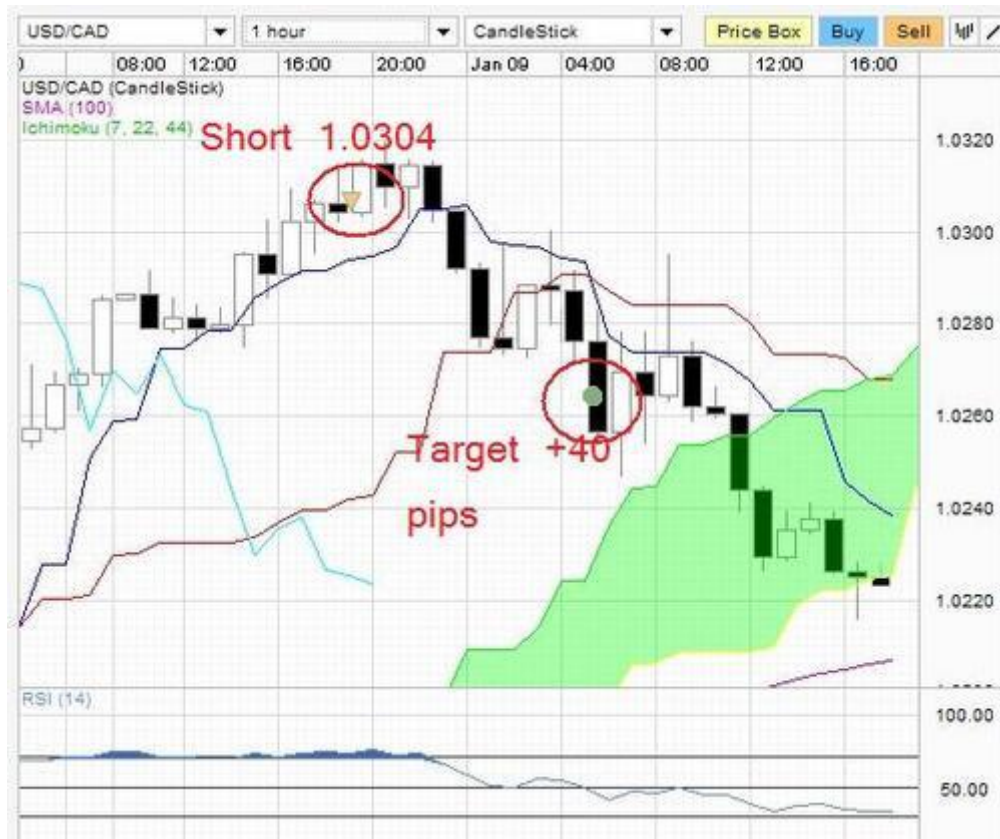 USD/CAD 1 hour CandleStick Price Box Buy Sell
08:00 12:00 16:00 20:00 Jan 09 04:00 08:00 12:00 16:00
USD/CAD (CandleStick)
SMA (100)
Ichimoku (7, 22, 44)
Short 1.0304
1.0320
1.0300
1.0280
1.0260
Target +40
pips
1.0240
1.0220
RSI (14)
100.00
50.00